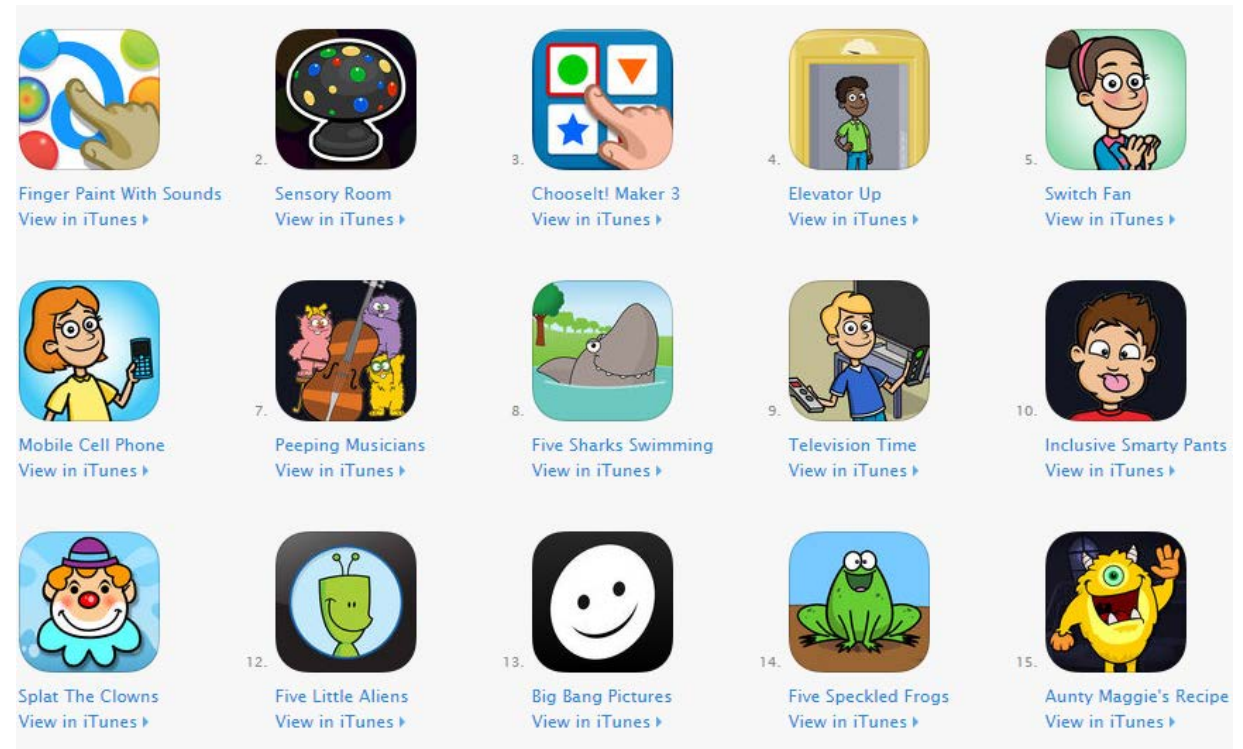 2.
3.
4.
5.
Finger Paint With Sounds
Sensory Room
ChooseIt! Maker 3
Elevator Up
Switch Fan
View in iTunes
View in iTunes
View in iTunes
View in iTunes
View in iTunes
7.
8.
9.
10.
Mobile Cell Phone
Peeping Musicians
Five Sharks Swimming
Television Time
Inclusive Smarty Pants
View in iTunes
View in iTunes
View in iTunes
View in iTunes
View in iTunes
12.
13.
14.
15.
Splat The Clowns
Five Little Aliens
Big Bang Pictures
Five Speckled Frogs
Aunty Maggie's Recipe
View in iTunes
View in iTunes
View in iTunes
View in iTunes
View in iTunes